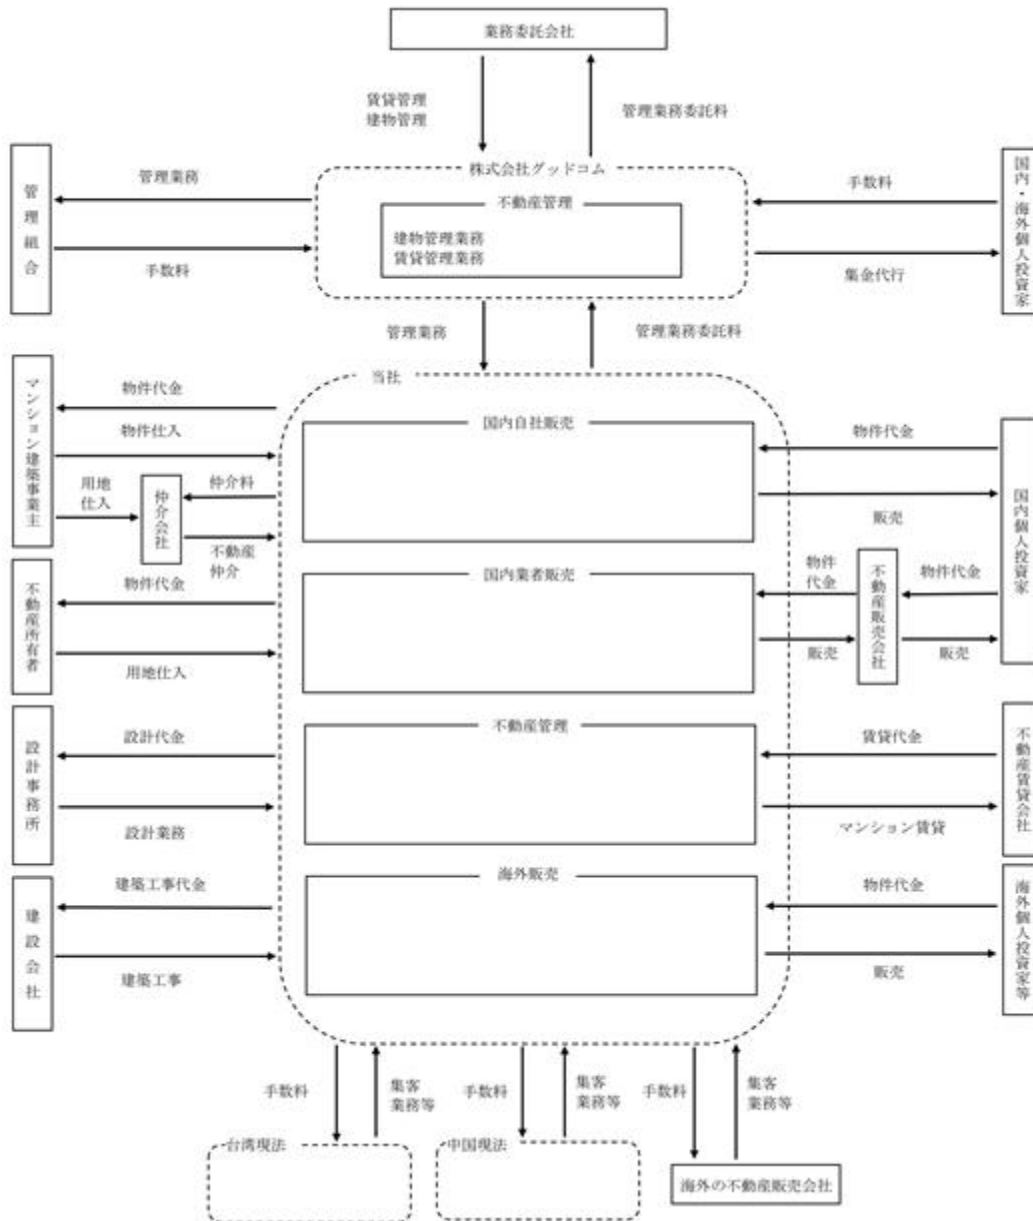 業務委託会社
賃貸管理
建物管理
管理業務委託料
株式会社グッドコム
管理組合
管理業務
手数料
不動産管理
建物管理業務
賃貸管理業務
手数料
集金代行
国内・海外個人投資家
管理業務
管理業務委託料
当社
マンション建築事業主
物件代金
物件仕入
用地
仕入
仲介会社
仲介料
不動産
仲介
国内自社販売
物件代金
販売
国内個人投資家
不動産所有者
物件代金
用地仕入
国内業者販売
物件
代金
販売
不動産販売会社
物件代金
販売
設計事務所
設計代金
設計業務
不動産管理
賃貸代金
マンション賃貸
不動産賃貸会社
建設会社
建築工事代金
建築工事
海外販売
物件代金
販売
海外個人投資家等
手数料
集客
業務等
手数料
集客
業務等
手数料
集客
業務等
台湾現法
中国現法
海外の不動産販売会社